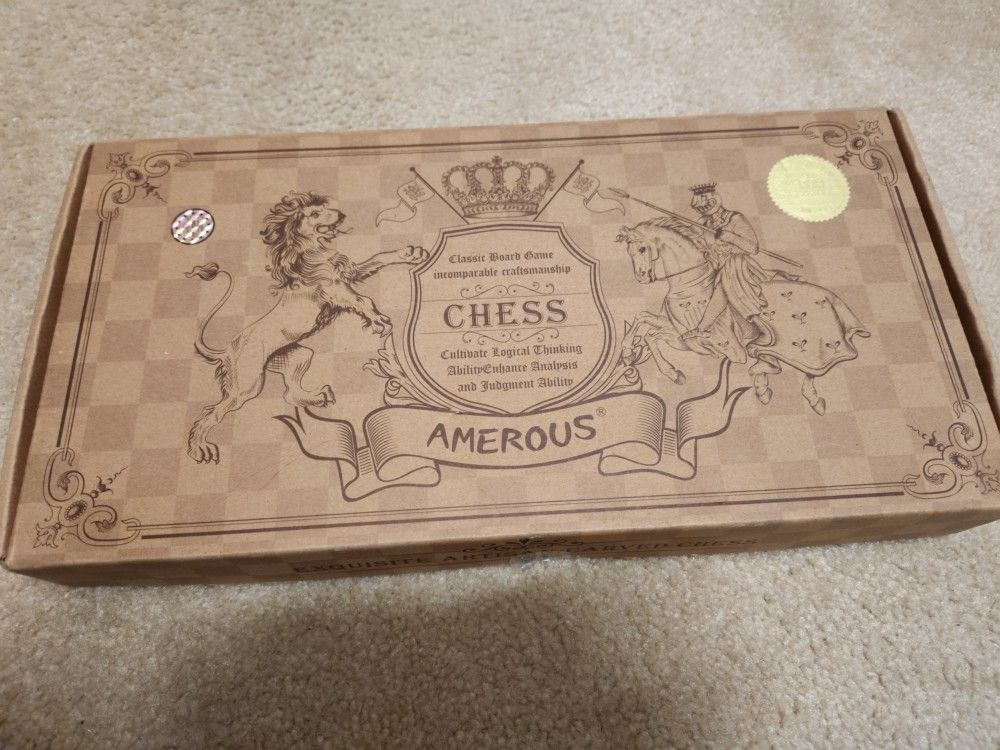 Classic Board Game
incomparable craftsmanship
CHESS
Cultivate Logical Thinking
AbilityEnhance Analysis
and Judgment Ability
AMEROUS®
EXQUISITE CARVED CHESS